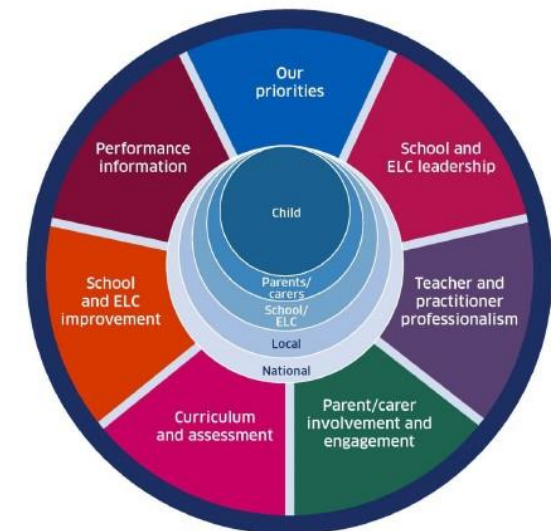 Our
priorities
School and
ELC leadership
Teacher and
practitioner
professionalism
Parent/carer
involvement and
engagement
Curriculum
and assessment
School
and ELC
improvement
Performance
information
Child
Parents/
carers
School/
ELC
Local
National